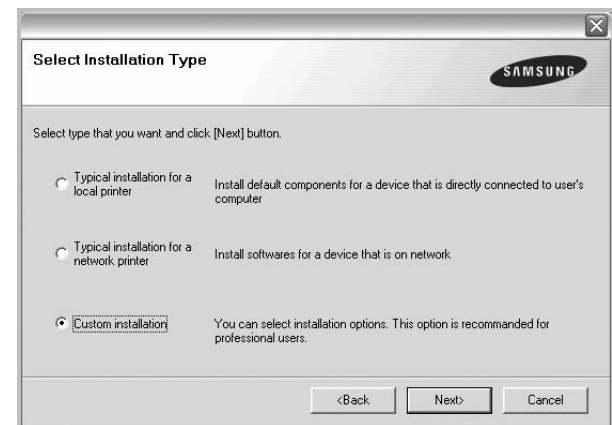 Select Installation Type
SAMSUNG
Select type that you want and click [Next] button.
Typical installation for a
local printer
Install default components for a device that is directly connected to user's
computer
Typical installation for a
network printer
Install softwares for a device that is on network
Custom installation
You can select installation options. This option is recommanded for
professional users.
<Back
Next>
Cancel